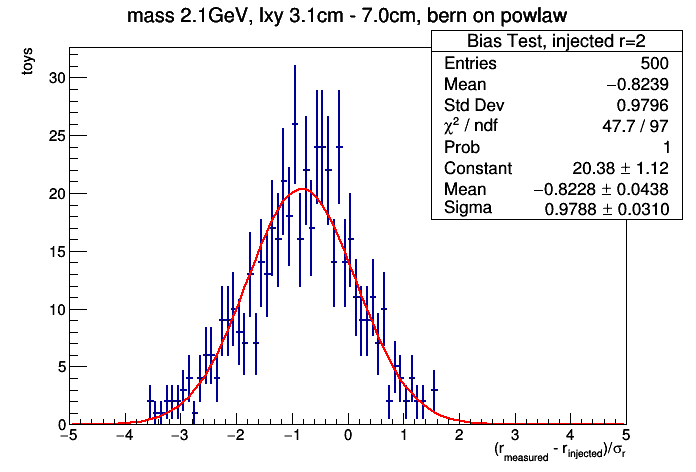 mass 2.1GeV, lxy 3.1cm - 7.0cm, bern on powlaw
toys
Bias Test, injected r=2
Entries 500
Mean −0.8239
Std Dev 0.9796
χ² / ndf 47.7 / 97
Prob 1
Constant 20.38 ± 1.12
Mean −0.8228 ± 0.0438
Sigma 0.9788 ± 0.0310
30
25
20
15
10
5
0
−5 −4 −3 −2 −1 0 1 2 3 4 5
(r_measured - r_injected)/σ_r